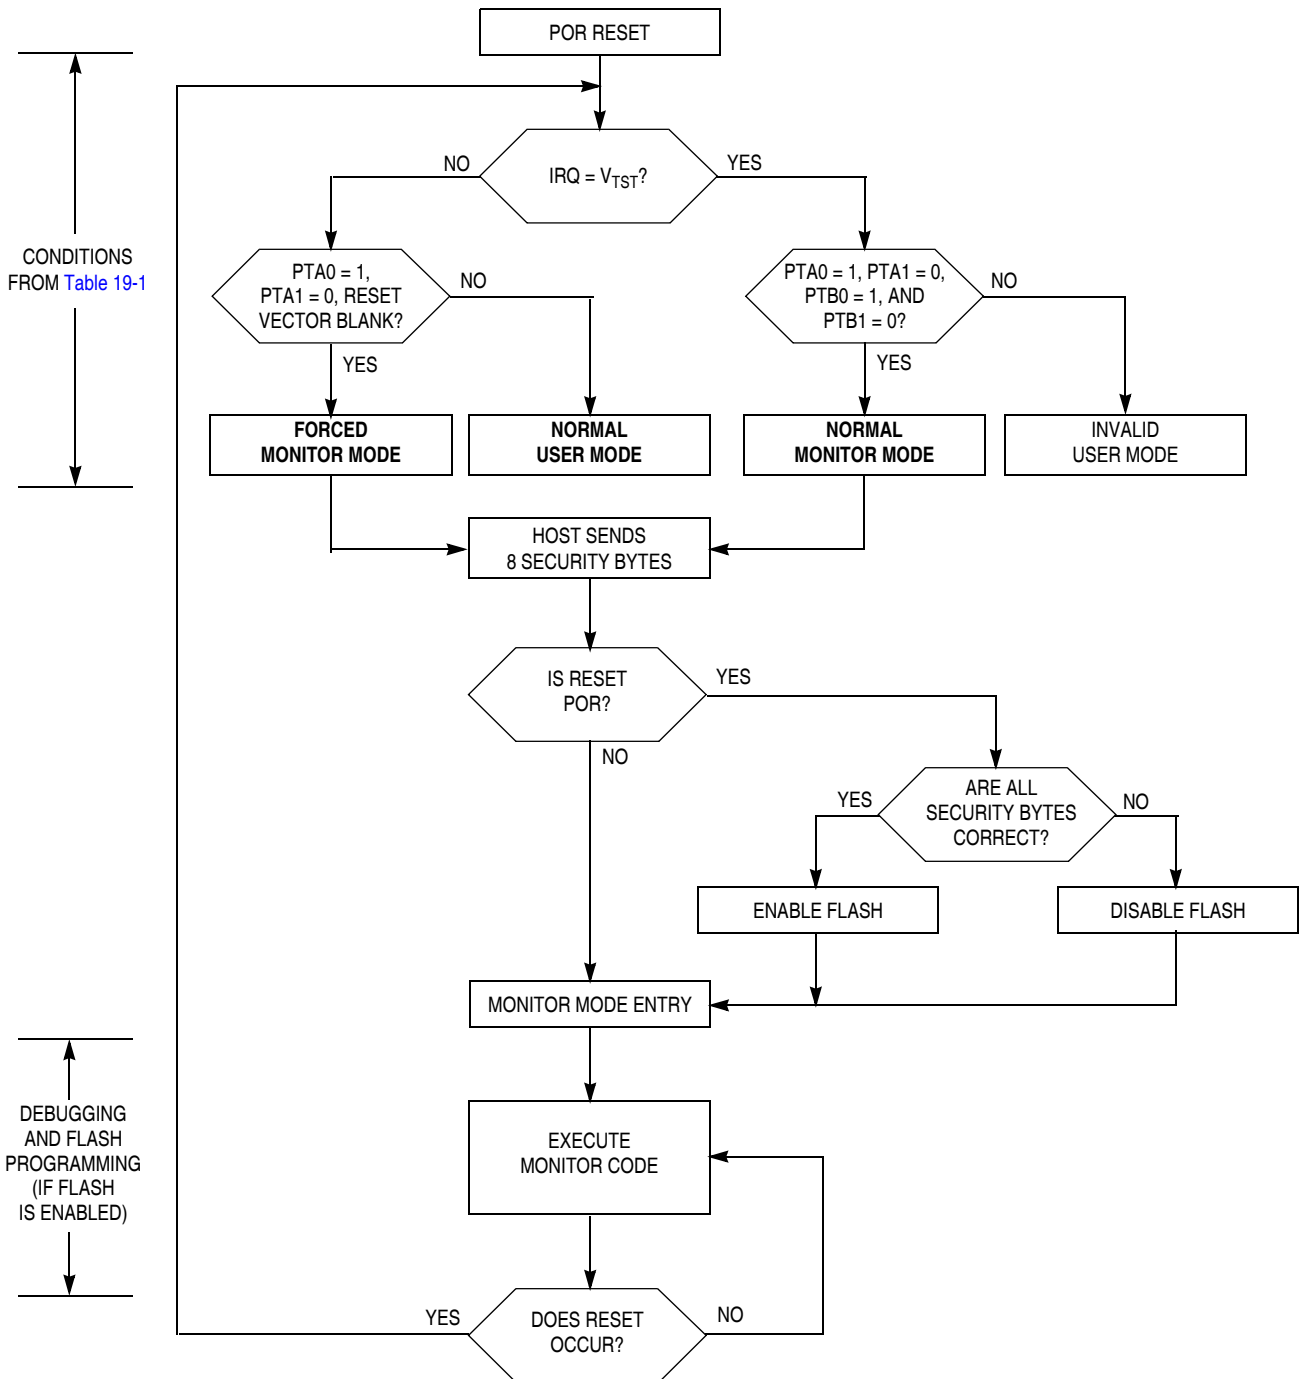 POR RESET
NO
YES
IRQ = VTST?
CONDITIONS
FROM Table 19-1
PTA0 = 1,
PTA1 = 0, RESET
VECTOR BLANK?
NO
YES
PTA0 = 1, PTA1 = 0,
PTB0 = 1, AND
PTB1 = 0?
NO
YES
FORCED
MONITOR MODE
NORMAL
USER MODE
NORMAL
MONITOR MODE
INVALID
USER MODE
HOST SENDS
8 SECURITY BYTES
IS RESET
POR?
YES
NO
ARE ALL
SECURITY BYTES
CORRECT?
YES
NO
ENABLE FLASH
DISABLE FLASH
MONITOR MODE ENTRY
DEBUGGING
AND FLASH
PROGRAMMING
(IF FLASH
IS ENABLED)
EXECUTE
MONITOR CODE
YES
DOES RESET
OCCUR?
NO